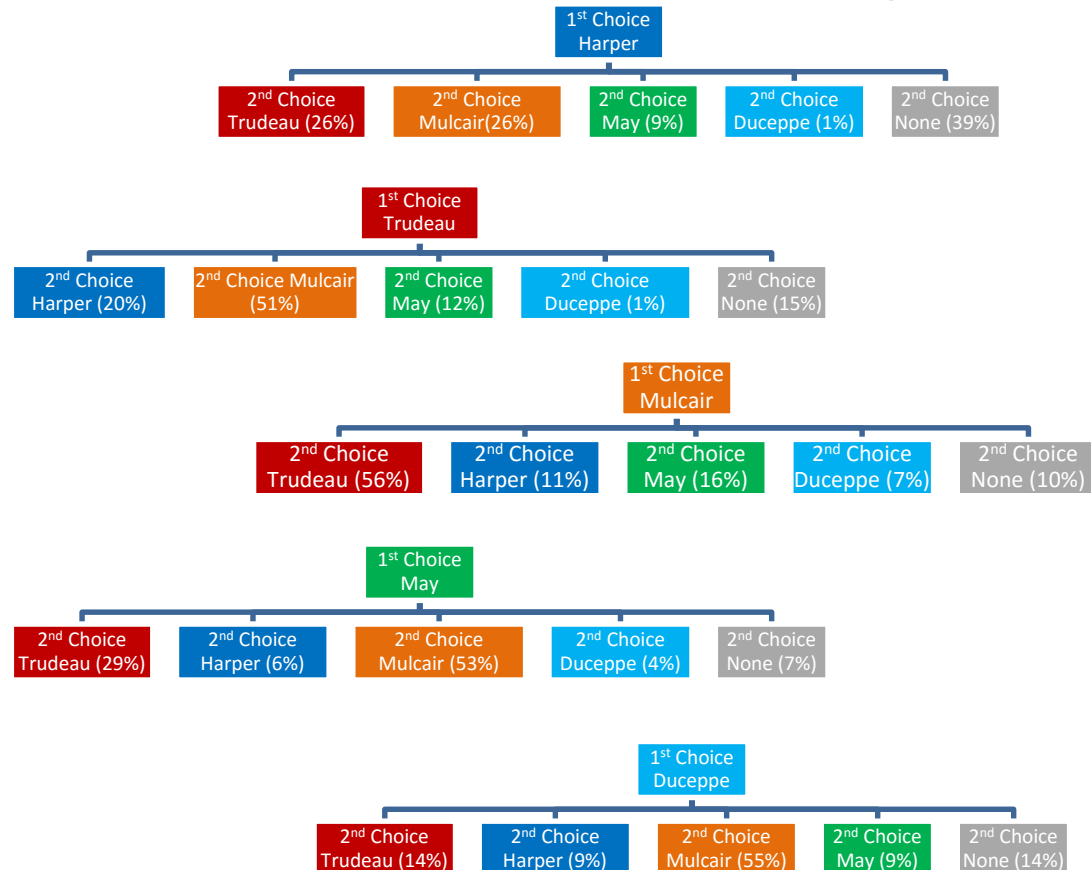 1st Choice
Harper
2nd Choice
Trudeau (26%)
2nd Choice
Mulcair(26%)
2nd Choice
May (9%)
2nd Choice
Duceppe (1%)
2nd Choice
None (39%)
1st Choice
Trudeau
2nd Choice
Harper (20%)
2nd Choice Mulcair
(51%)
2nd Choice
May (12%)
2nd Choice
Duceppe (1%)
2nd Choice
None (15%)
1st Choice
Mulcair
2nd Choice
Trudeau (56%)
2nd Choice
Harper (11%)
2nd Choice
May (16%)
2nd Choice
Duceppe (7%)
2nd Choice
None (10%)
1st Choice
May
2nd Choice
Trudeau (29%)
2nd Choice
Harper (6%)
2nd Choice
Mulcair (53%)
2nd Choice
Duceppe (4%)
2nd Choice
None (7%)
1st Choice
Duceppe
2nd Choice
Trudeau (14%)
2nd Choice
Harper (9%)
2nd Choice
Mulcair (55%)
2nd Choice
May (9%)
2nd Choice
None (14%)